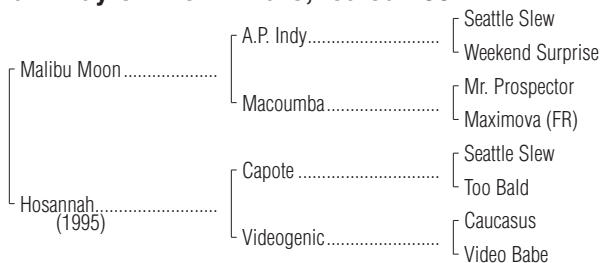 Seattle Slew
A.P. Indy
Weekend Surprise
Malibu Moon
Mr. Prospector
Macoumba
Maximova (FR)
Seattle Slew
Capote
Too Bald
Hosannah
(1995)
Caucasus
Videogenic
Video Babe